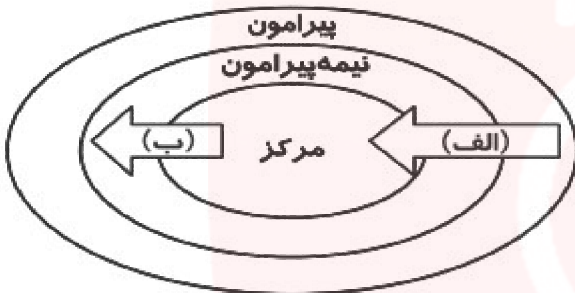 پیرامون
نیمه‌پیرامون
(الف)
مرکز
(ب)